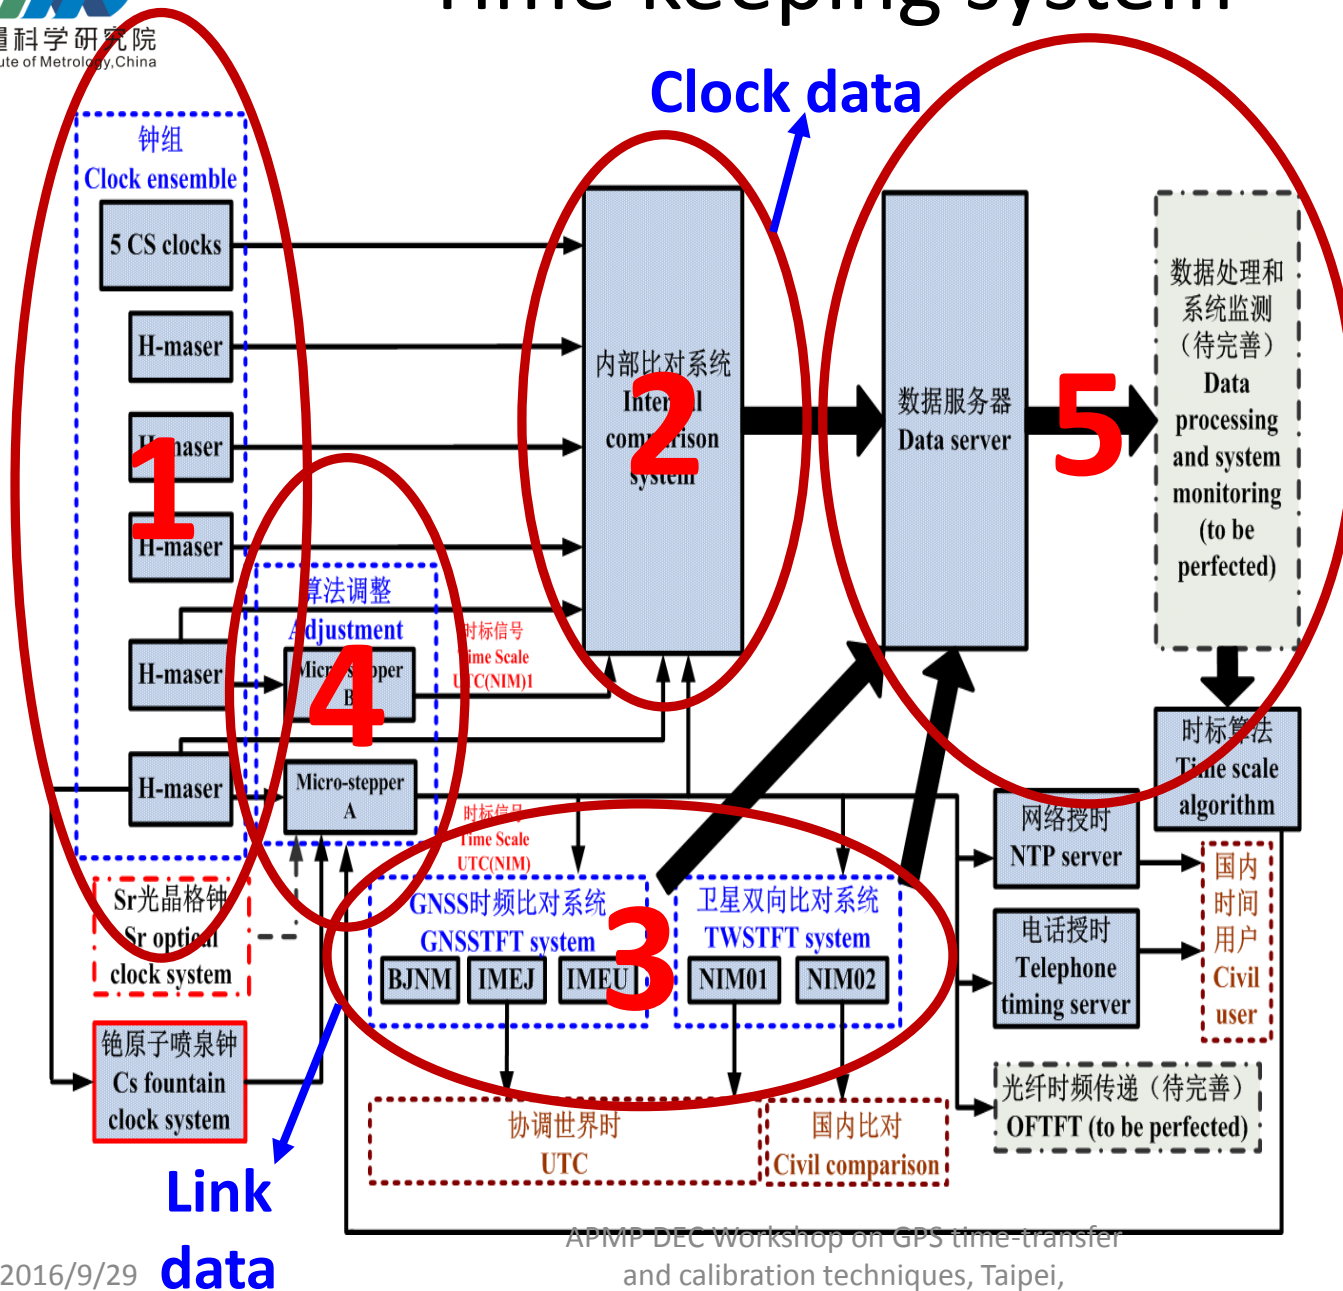 Time keeping system
量科学研究院
ute of Metrology,China
Clock data
钟组
Clock ensemble
5 CS clocks
H-maser
H-maser
H-maser
H-maser
H-maser
1
内部比对系统
Internal
comparison
system
2
数据服务器
Data server
5
数据处理和
系统监测
（待完善）
Data
processing
and system
monitoring
(to be
perfected)
算法调整
Adjustment
Micro-stepper
B
4
Micro-stepper
A
时标信号
Time Scale
UTC(NIM)1
时标信号
Time Scale
UTC(NIM)
时标算法
Time scale
algorithm
网络授时
NTP server
电话授时
Telephone
timing server
国内
时间
用户
Civil
user
Sr光晶格钟
Sr optical
clock system
铯原子喷泉钟
Cs fountain
clock system
GNSS时频比对系统
GNSSTFT system
BJNM
IMEJ
IMEU
3
卫星双向比对系统
TWSTFT system
NIM01
NIM02
光纤时频传递（待完善）
OFTFT (to be perfected)
协调世界时
UTC
国内比对
Civil comparison
Link
data
2016/9/29
APMP DEC Workshop on GPS time-transfer
and calibration techniques, Taipei,